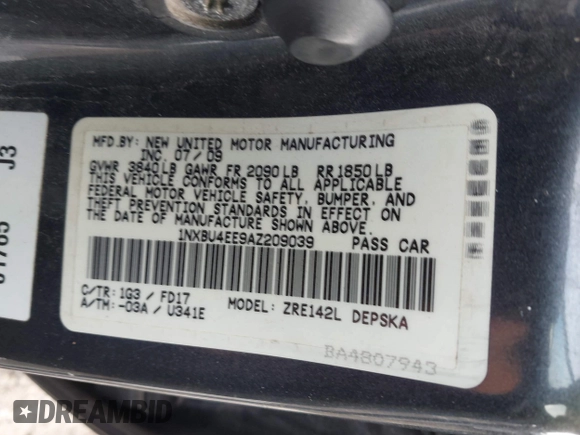 MFD.BY: NEW UNITED MOTOR MANUFACTURING
INC. 07/09
GVWR 3840LB GAWR FR 2090LB RR1850LB
THIS VEHICLE CONFORMS TO ALL APPLICABLE
FEDERAL MOTOR VEHICLE SAFETY, BUMPER, AND
THEFT PREVENTION STANDARDS IN EFFECT ON
THE DATE OF MANUFACTURE SHOWN ABOVE.
1NXBU4EE9AZ209039 PASS CAR
C/TR: 1G3 / FD17 MODEL: ZRE142L DEPSKA
A/TM: -03A / U341E
BA4807943
J3
DREAMBID